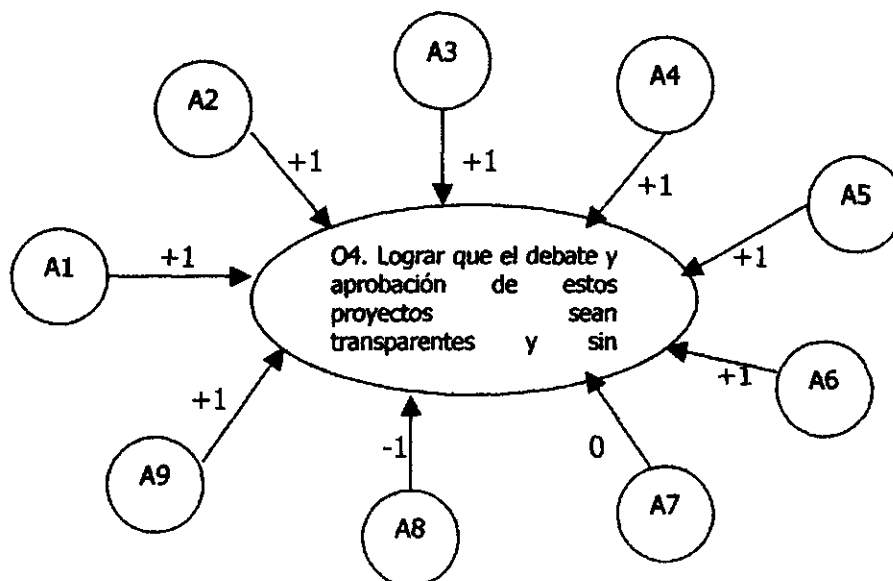 A3
A2
A4
+1
+1
+1
A5
A1
+1
+1
O4. Lograr que el debate y
aprobación de estos
proyectos sean
transparentes y sin
+1
A6
+1
-1
0
A9
A7
A8